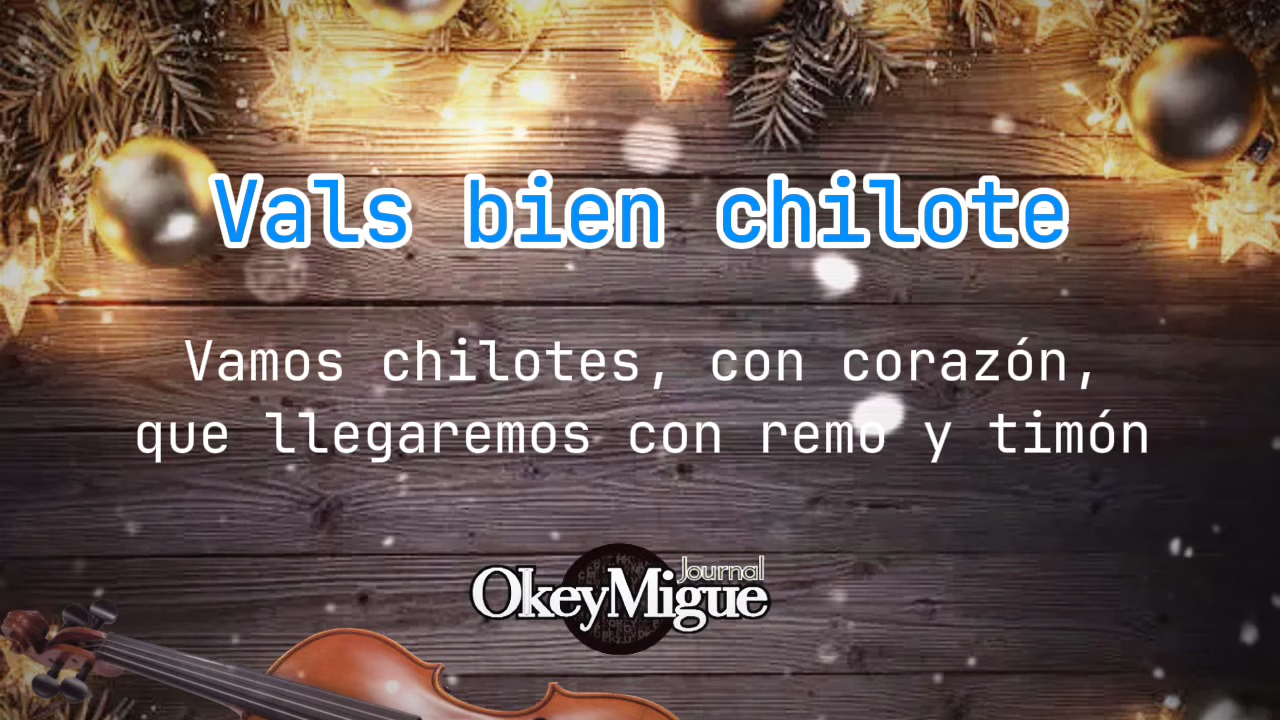 Vals bien chilote
Vamos chilotes, con corazón,
que llegaremos con remo y timón
Journal
OkeyMigue